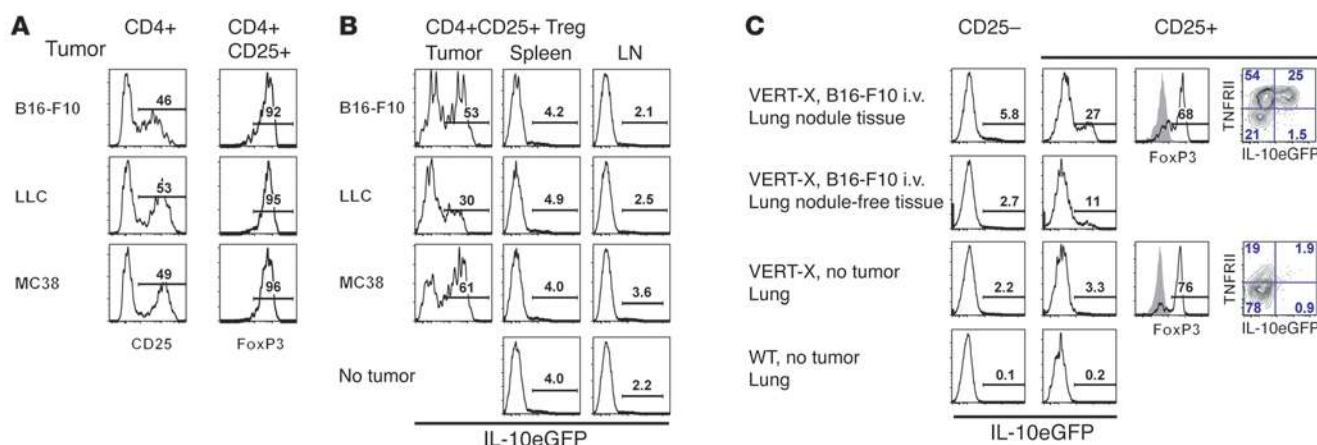 A
CD4+
CD4+
CD25+
Tumor
B16-F10
46
92
LLC
53
95
MC38
49
96
CD25
FoxP3
B
CD4+CD25+ Treg
Tumor
Spleen
LN
B16-F10
53
4.2
2.1
LLC
30
4.9
2.5
MC38
61
4.0
3.6
No tumor
4.0
2.2
IL-10eGFP
C
CD25–
CD25+
VERT-X, B16-F10 i.v.
Lung nodule tissue
5.8
27
68
FoxP3
TNFRII
54
25
21
1.5
IL-10eGFP
VERT-X, B16-F10 i.v.
Lung nodule-free tissue
2.7
11
VERT-X, no tumor
Lung
2.2
3.3
76
FoxP3
TNFRII
19
1.9
78
0.9
IL-10eGFP
WT, no tumor
Lung
0.1
0.2
IL-10eGFP